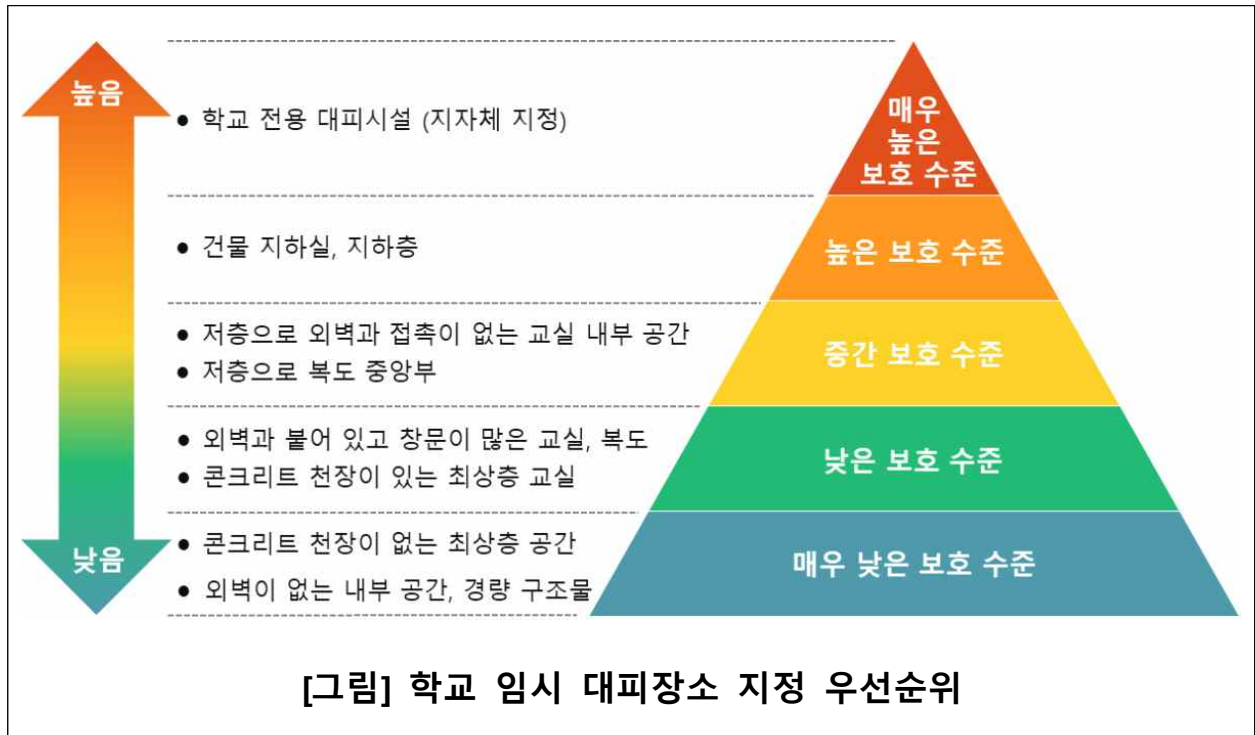 높음
● 학교 전용 대피시설 (지자체 지정)
매우
높은
보호 수준
● 건물 지하실, 지하층
높은 보호 수준
● 저층으로 외벽과 접촉이 없는 교실 내부 공간
● 저층으로 복도 중앙부
중간 보호 수준
● 외벽과 붙어 있고 창문이 많은 교실, 복도
● 콘크리트 천장이 있는 최상층 교실
낮은 보호 수준
낮음
● 콘크리트 천장이 없는 최상층 공간
● 외벽이 없는 내부 공간, 경량 구조물
매우 낮은 보호 수준
[그림] 학교 임시 대피장소 지정 우선순위